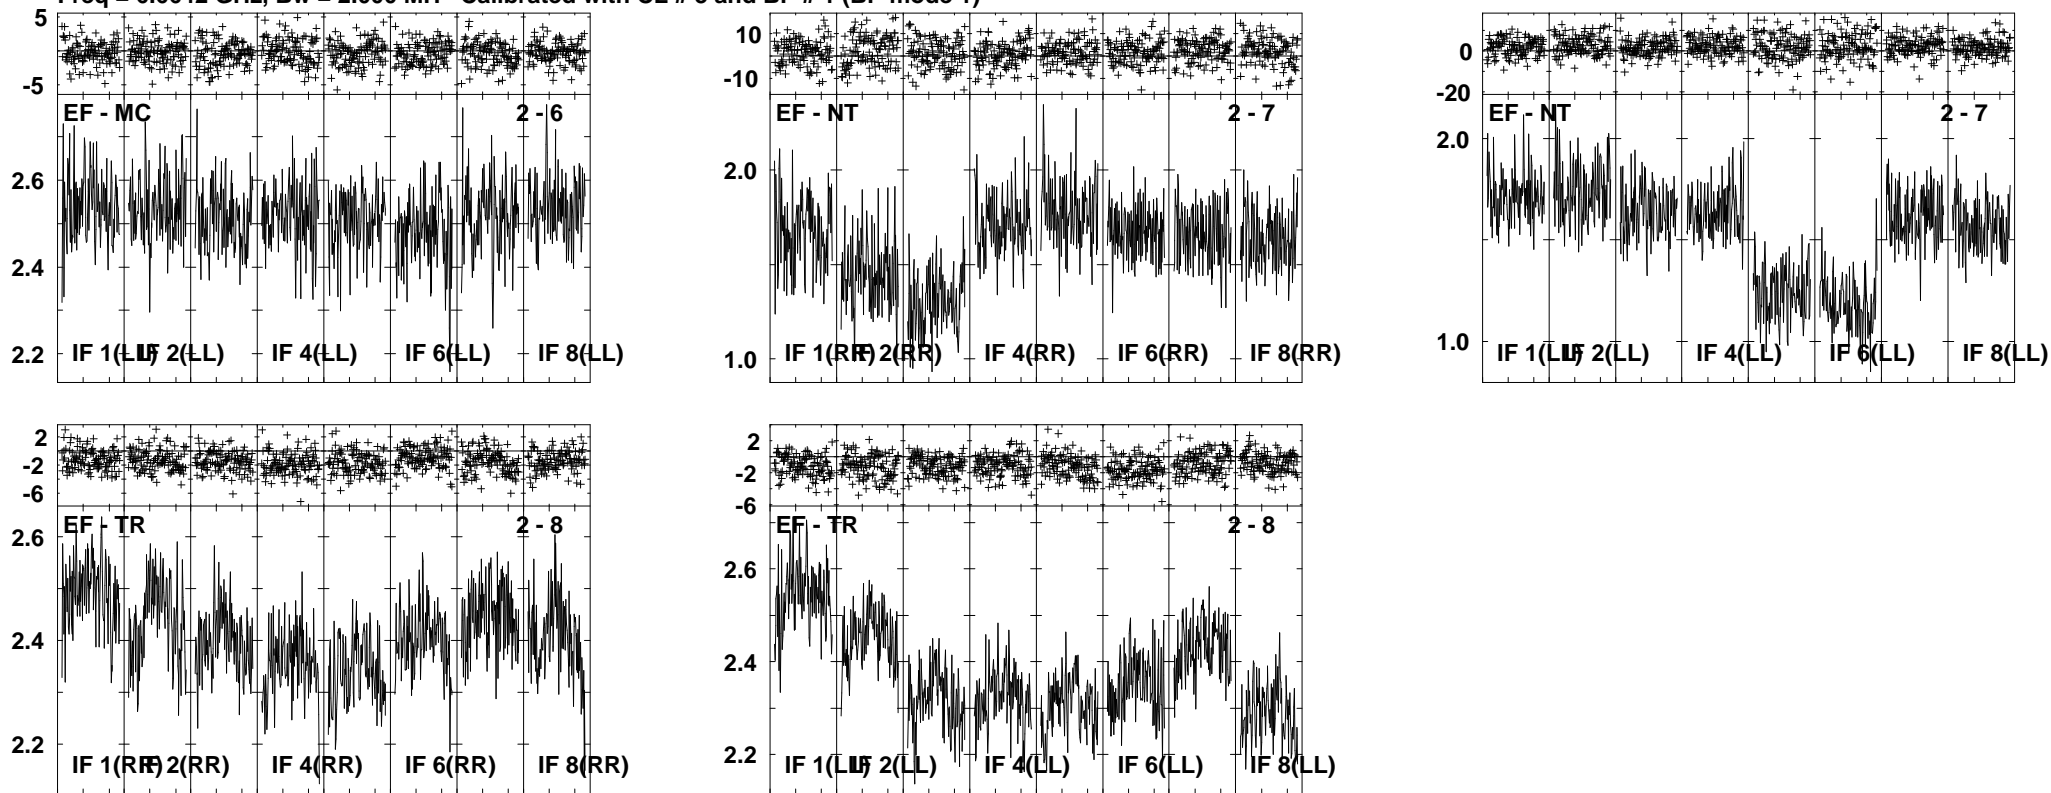 5
-5
EF - MC 2 - 6
2.6
2.4
2.2
IF 1(LL) IF 2(LL) IF 4(LL) IF 6(LL) IF 8(LL)
10
-10
EF - NT 2 - 7
2.0
1.0
IF 1(RR) IF 2(RR) IF 4(RR) IF 6(RR) IF 8(RR)
0
-20
EF - NT 2 - 7
2.0
1.0
IF 1(LL) IF 2(LL) IF 4(LL) IF 6(LL) IF 8(LL)
2
-2
-6
EF - TR 2 - 8
2.6
2.4
2.2
IF 1(RR) IF 2(RR) IF 4(RR) IF 6(RR) IF 8(RR)
2
-2
-6
EF - TR 2 - 8
2.6
2.4
2.2
IF 1(LL) IF 2(LL) IF 4(LL) IF 6(LL) IF 8(LL)